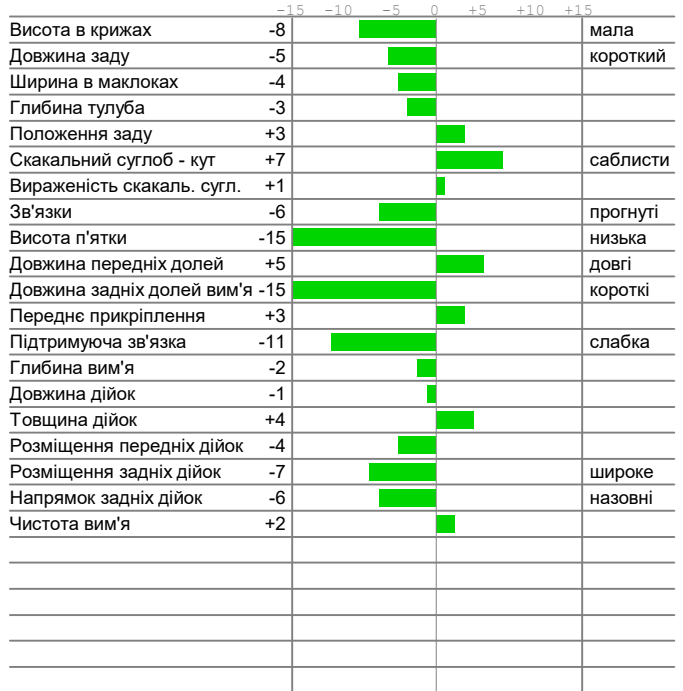 -15 -10 -5 0 +5 +10 +15
Висота в крижах -8 мала
Довжина заду -5 короткий
Ширина в маклоках -4
Глибина тулуба -3
Положення заду +3
Скакальний суглоб - кут +7 саблисти
Вираженість скакаль. сугл. +1
Зв'язки -6 прогнуті
Висота п'ятки -15 низька
Довжина передніх долей +5 довгі
Довжина задніх долей вим'я -15 короткі
Переднє прикріплення +3
Підтримуюча зв'язка -11 слабка
Глибина вим'я -2
Довжина дійок -1
Товщина дійок +4
Розміщення передніх дійок -4
Розміщення задніх дійок -7 широке
Напрямок задніх дійок -6 назовні
Чистота вим'я +2